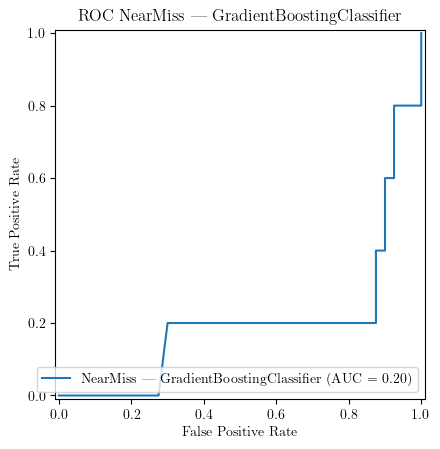 ROC NearMiss — GradientBoostingClassifier
True Positive Rate
1.0
0.8
0.6
0.4
0.2
0.0
NearMiss — GradientBoostingClassifier (AUC = 0.20)
0.0 0.2 0.4 0.6 0.8 1.0
False Positive Rate